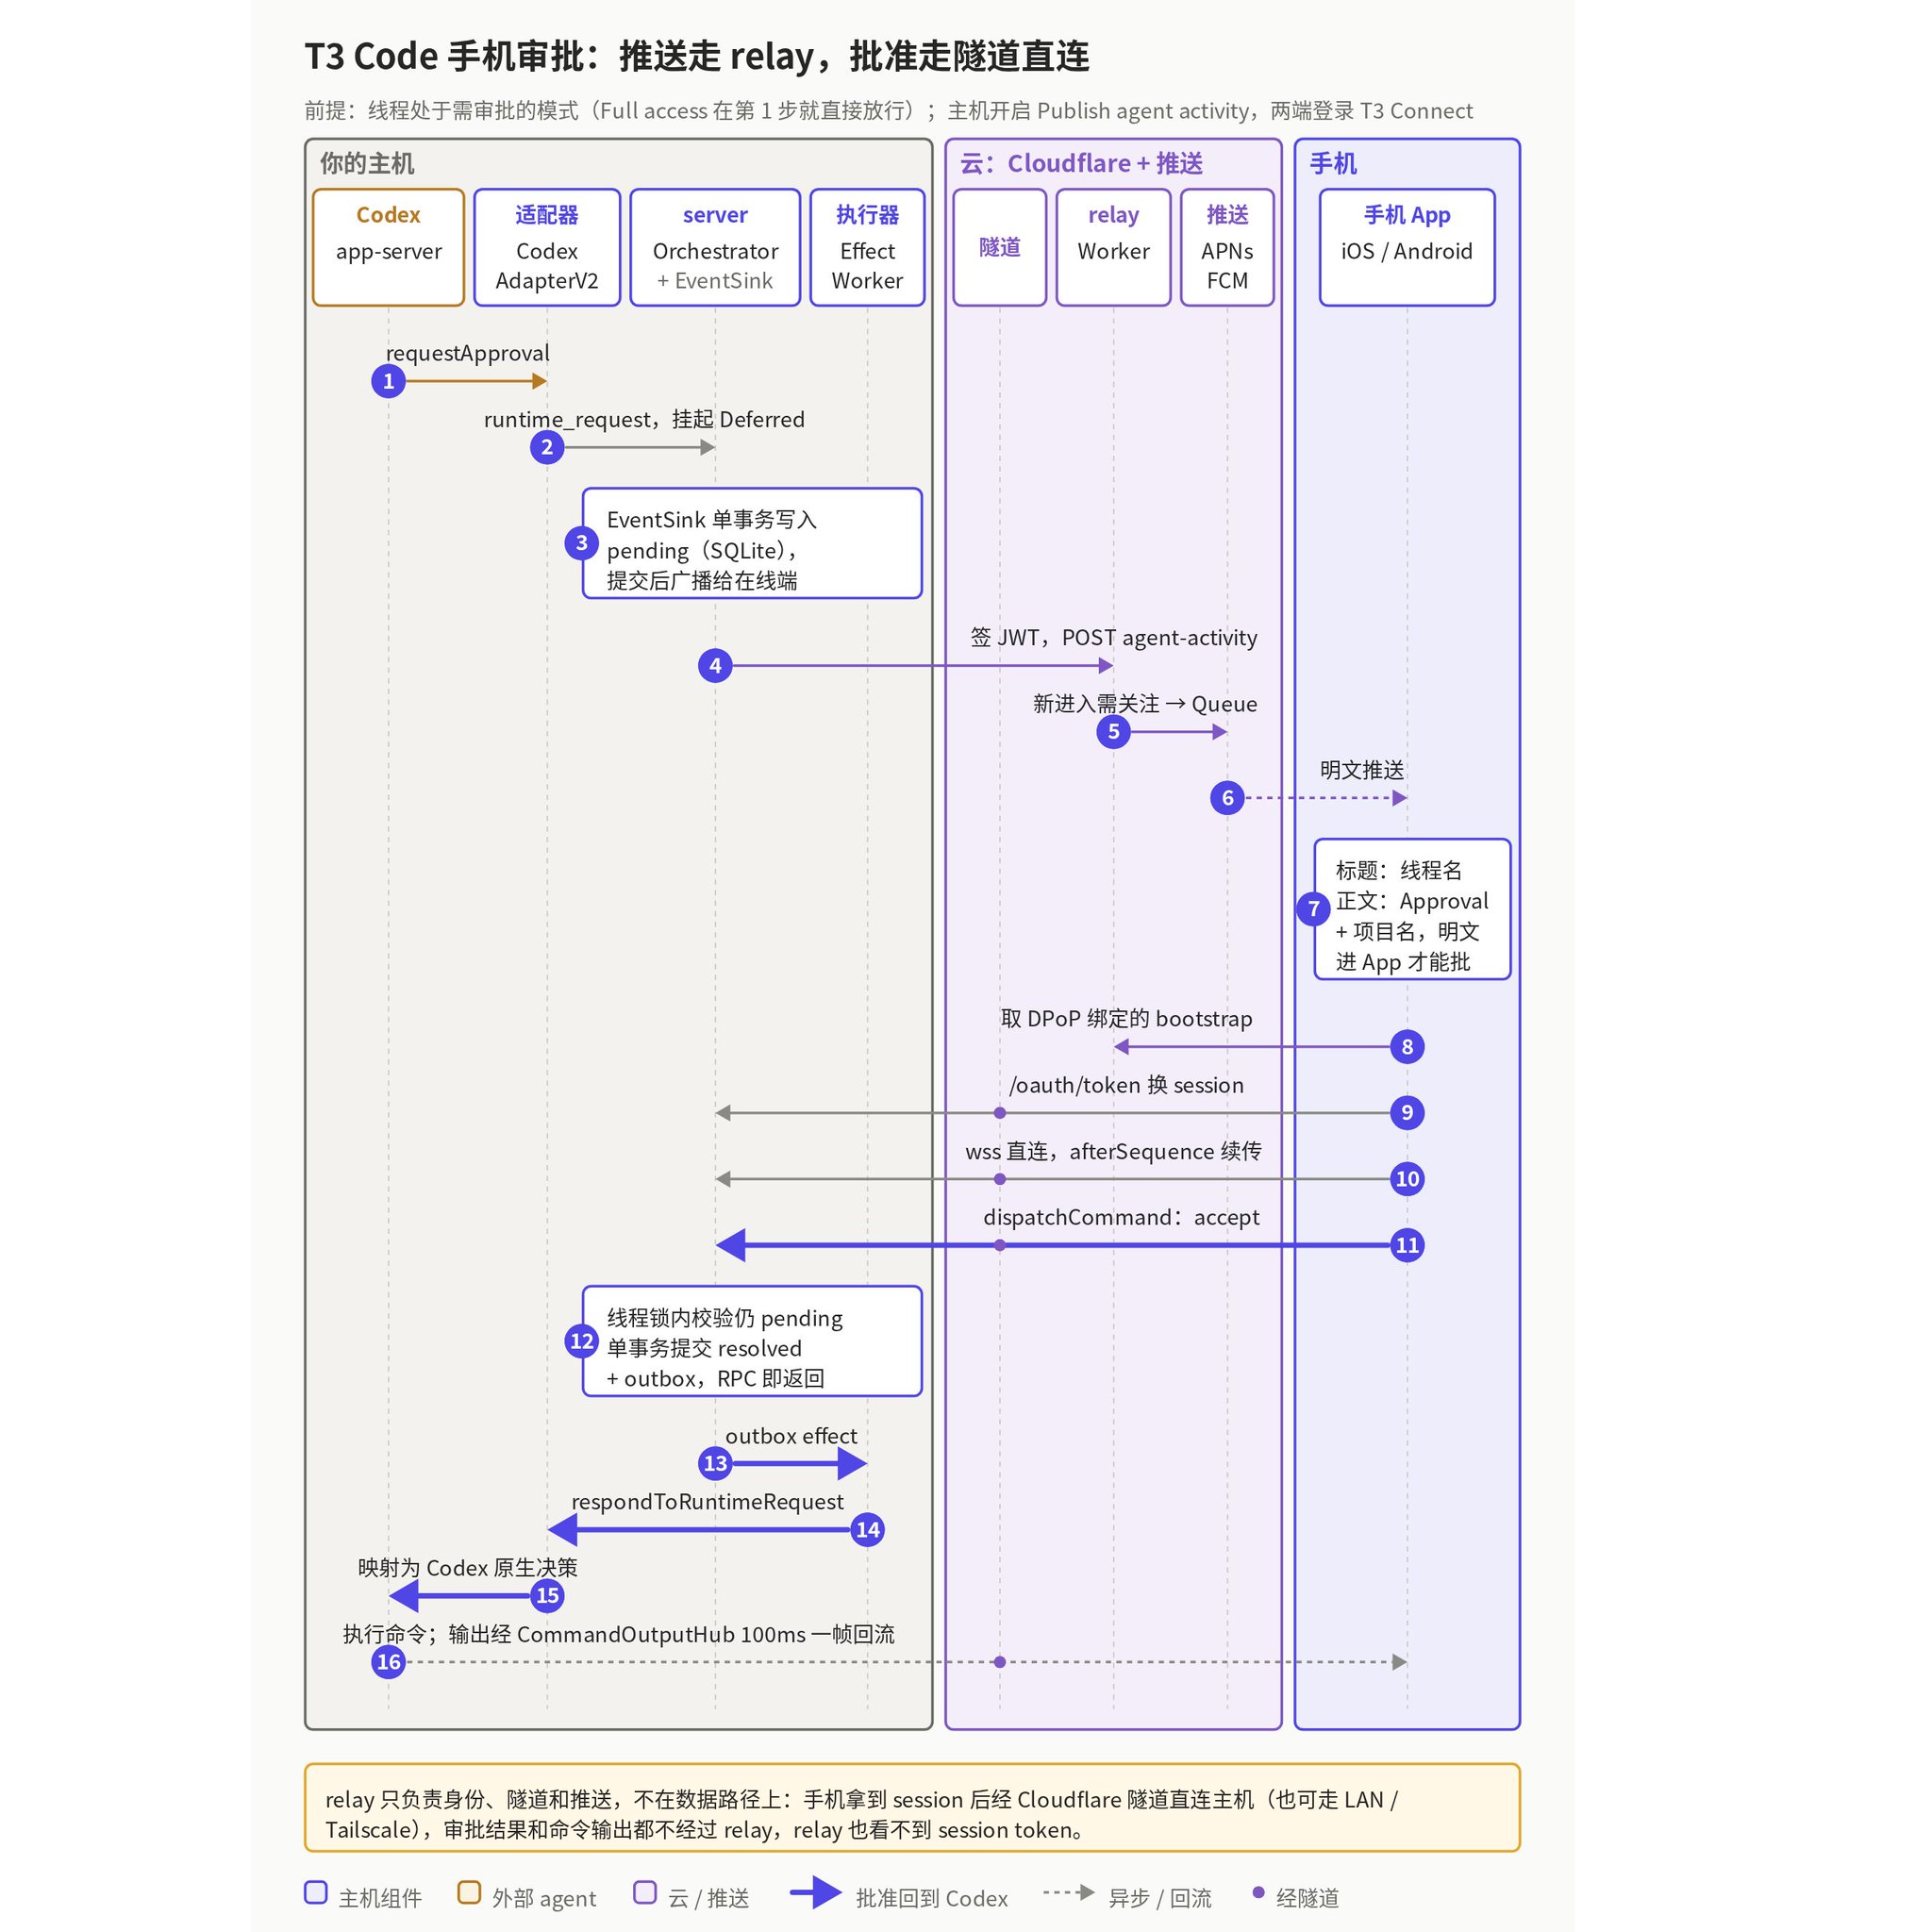 T3 Code 手机审批：推送走 relay，批准走隧道直连
前提：线程处于需审批的模式（Full access 在第 1 步就直接放行）；主机开启 Publish agent activity，两端登录 T3 Connect
你的主机
云：Cloudflare + 推送
手机
Codex
app-server
适配器
Codex
AdapterV2
server
Orchestrator
+ EventSink
执行器
Effect
Worker
隧道
relay
Worker
推送
APNs
FCM
手机 App
iOS / Android
requestApproval
1
runtime_request，挂起 Deferred
2
3
EventSink 单事务写入
pending（SQLite），
提交后广播给在线端
签 JWT，POST agent-activity
4
新进入需关注 → Queue
5
明文推送
6
7
标题：线程名
正文：Approval
+ 项目名，明文
进 App 才能批
取 DPoP 绑定的 bootstrap
8
/oauth/token 换 session
9
wss 直连，afterSequence 续传
10
dispatchCommand：accept
11
12
线程锁内校验仍 pending
单事务提交 resolved
+ outbox，RPC 即返回
outbox effect
13
respondToRuntimeRequest
14
映射为 Codex 原生决策
15
执行命令；输出经 CommandOutputHub 100ms 一帧回流
16
relay 只负责身份、隧道和推送，不在数据路径上：手机拿到 session 后经 Cloudflare 隧道直连主机（也可走 LAN /
Tailscale），审批结果和命令输出都不经过 relay，relay 也看不到 session token。
主机组件
外部 agent
云 / 推送
批准回到 Codex
异步 / 回流
经隧道